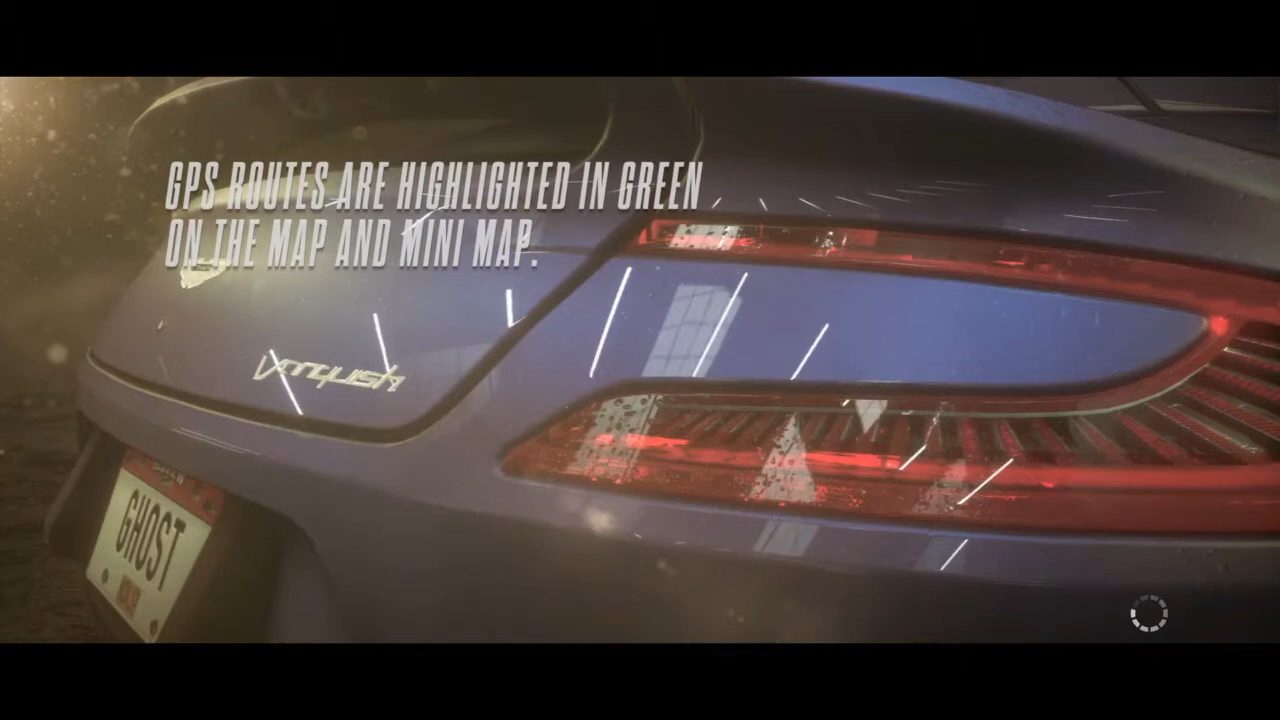 GPS ROUTES ARE HIGHLIGHTED IN GREEN
ON THE MAP AND MINI MAP.
Vanquish
GHOST